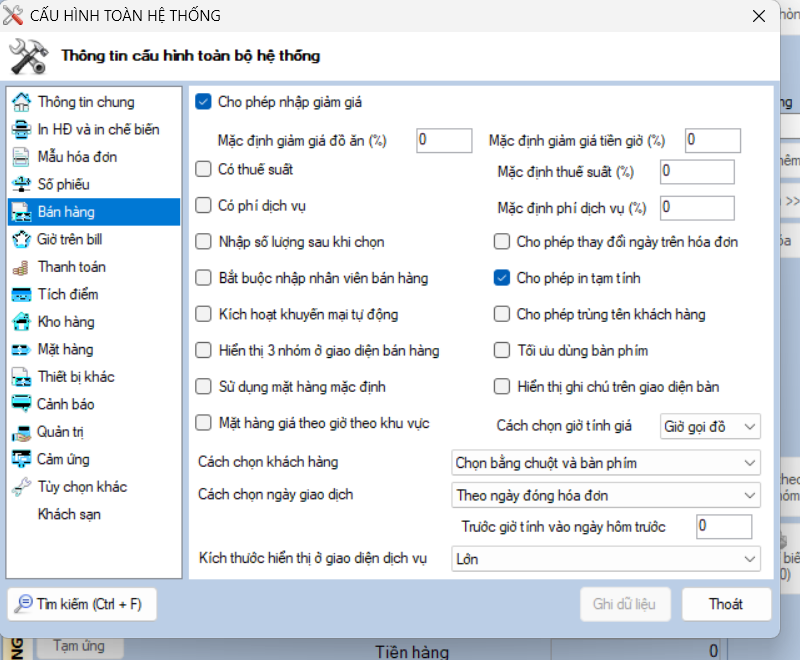 CẤU HÌNH TOÀN HỆ THỐNG
Thông tin cấu hình toàn bộ hệ thống
Thông tin chung
In HĐ và in chế biến
Mẫu hóa đơn
Số phiếu
Bán hàng
Giờ trên bill
Thanh toán
Tích điểm
Kho hàng
Mặt hàng
Thiết bị khác
Cảnh báo
Quản trị
Cảm ứng
Tùy chọn khác
Khách sạn
Cho phép nhập giảm giá
Mặc định giảm giá đồ ăn (%) 0 Mặc định giảm giá tiền giờ (%) 0
Có thuế suất Mặc định thuế suất (%) 0
Có phí dịch vụ Mặc định phí dịch vụ (%) 0
Nhập số lượng sau khi chọn Cho phép thay đổi ngày trên hóa đơn
Bắt buộc nhập nhân viên bán hàng Cho phép in tạm tính
Kích hoạt khuyến mại tự động Cho phép trùng tên khách hàng
Hiển thị 3 nhóm ở giao diện bán hàng Tối ưu dùng bàn phím
Sử dụng mặt hàng mặc định Hiển thị ghi chú trên giao diện bàn
Mặt hàng giá theo giờ theo khu vực Cách chọn giờ tính giá Giờ gọi đồ
Cách chọn khách hàng Chọn bằng chuột và bàn phím
Cách chọn ngày giao dịch Theo ngày đóng hóa đơn
Trước giờ tính vào ngày hôm trước 0
Kích thước hiển thị ở giao diện dịch vụ Lớn
Tìm kiếm (Ctrl + F) Ghi dữ liệu Thoát
Tạm ứng Tiền hàng 0
>>